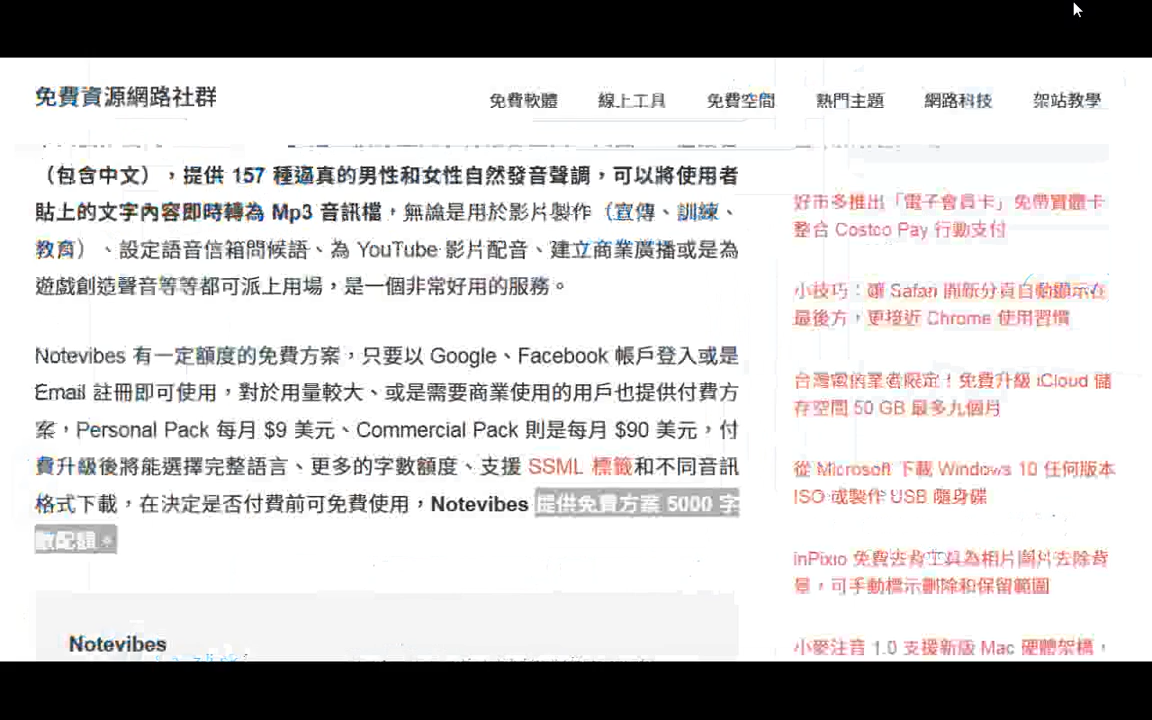 免費資源網路社群
免費軟體 線上工具 免費空間 熱門主題 網路科技 架站教學
（包含中文），提供 157 種逼真的男性和女性自然發音聲調，可以將使用者
貼上的文字內容即時轉為 Mp3 音訊檔，無論是用於影片製作（宣傳、訓練、
教育）、設定語音信箱問候語、為 YouTube 影片配音、建立商業廣播或是為
遊戲創造聲音等等都可派上用場，是一個非常好用的服務。
Notevibes 有一定額度的免費方案，只要以 Google、Facebook 帳戶登入或是
Email 註冊即可使用，對於用量較大、或是需要商業使用的用戶也提供付費方
案，Personal Pack 每月 $9 美元、Commercial Pack 則是每月 $90 美元，付
費升級後將能選擇完整語言、更多的字數額度、支援 SSML 標籤和不同音訊
格式下載，在決定是否付費前可免費使用，Notevibes 提供免費方案 5000 字
數配額。
Notevibes
好市多推出「電子會員卡」免帶實體卡
整合 Costco Pay 行動支付
小技巧：讓 Safari 開新分頁自動顯示在
最後方，更接近 Chrome 使用習慣
台灣電信業者限定！免費升級 iCloud 儲
存空間 50 GB 最多九個月
從 Microsoft 下載 Windows 10 任何版本
ISO 或製作 USB 隨身碟
inPixio 免費去背工具為相片圖片去除背
景，可手動標示刪除和保留範圍
小麥注音 1.0 支援新版 Mac 硬體架構，